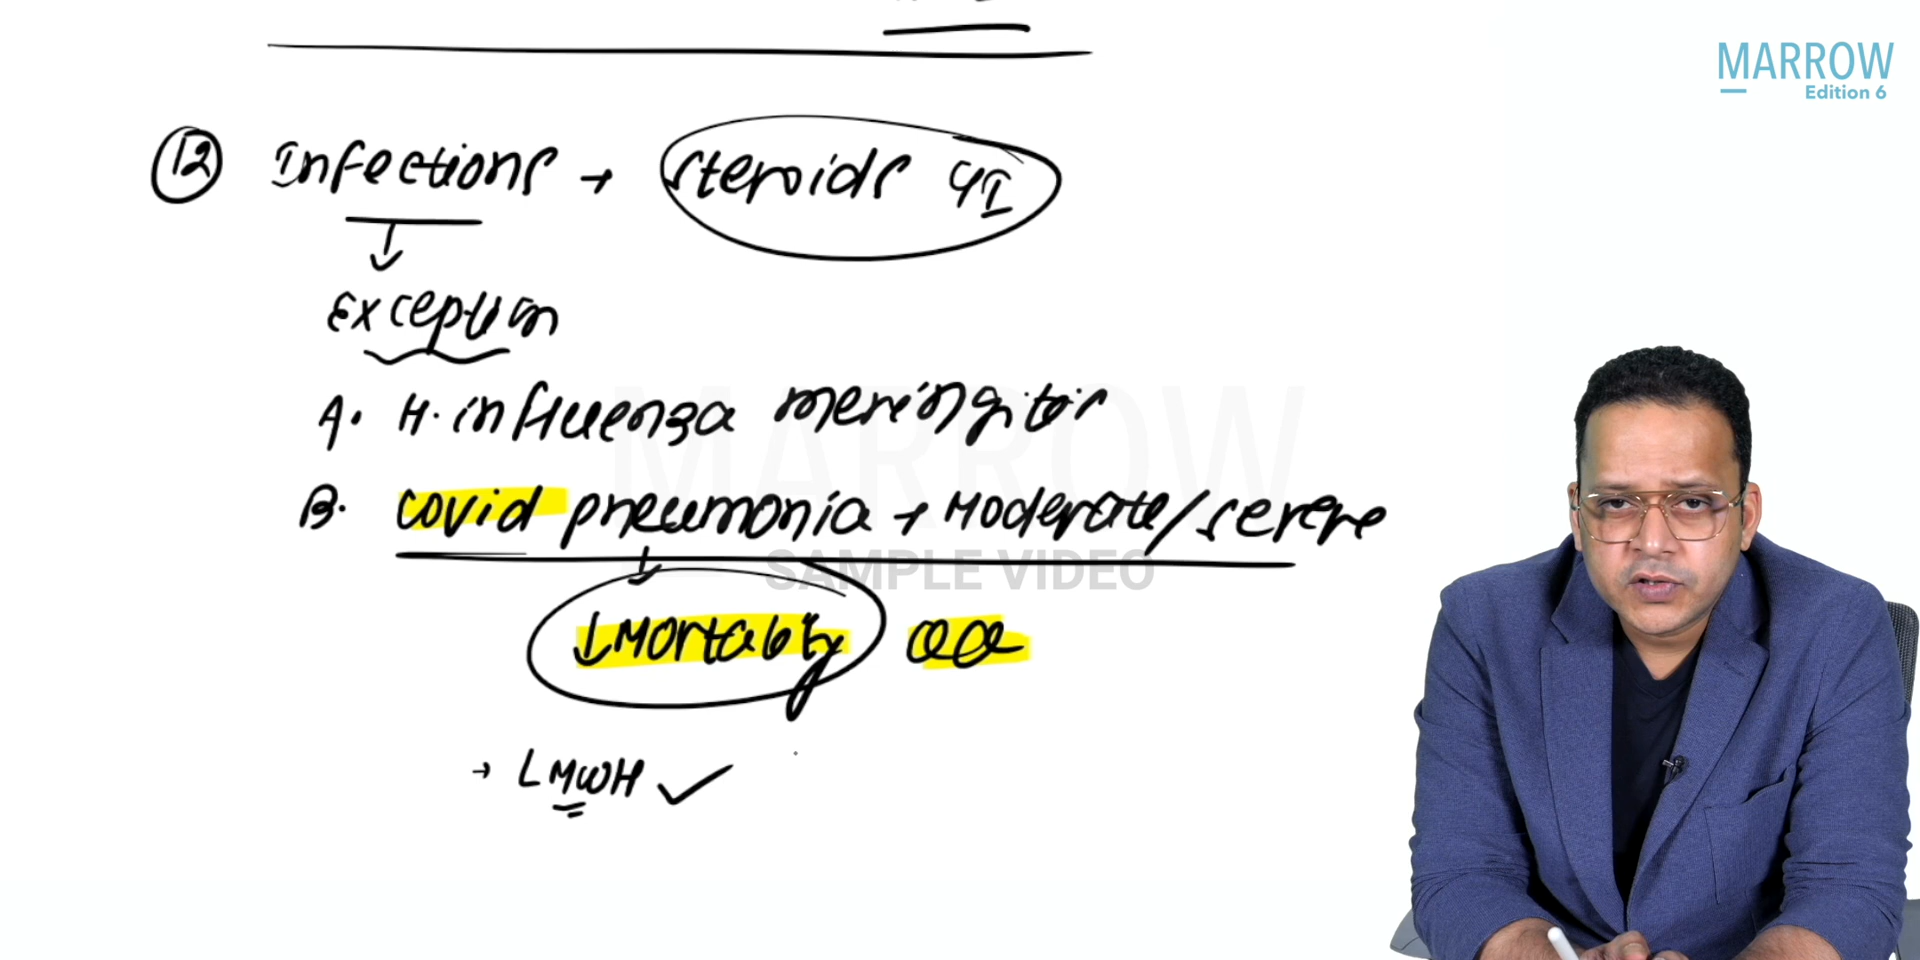 MARROW
Edition 6
12 Infections → steroids CI
Exception
A. H. influenza meningitis
B. covid pneumonia → Moderate/severe
↓ Mortality
→ LMWH ✓
MARROW
SAMPLE VIDEO